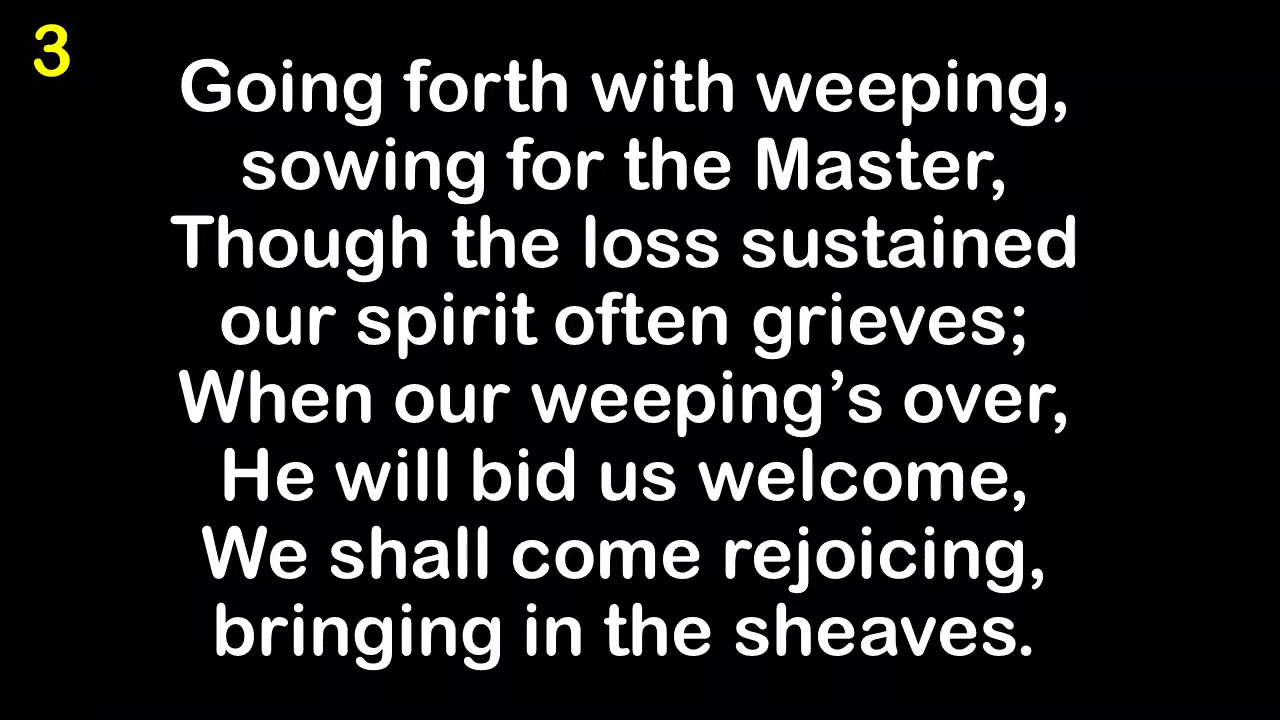 3
Going forth with weeping,
sowing for the Master,
Though the loss sustained
our spirit often grieves;
When our weeping’s over,
He will bid us welcome,
We shall come rejoicing,
bringing in the sheaves.